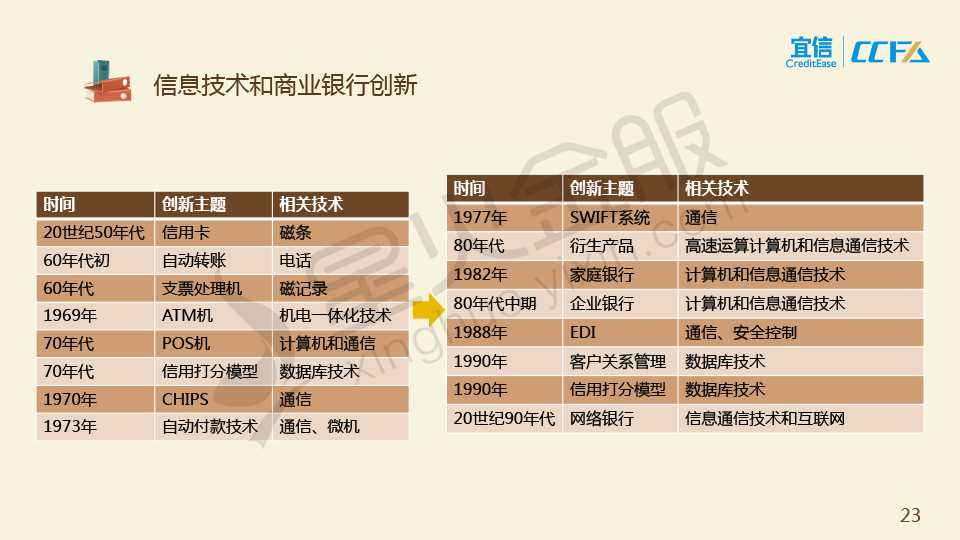 宜信
CreditEase
CCFA
信息技术和商业银行创新
时间 创新主题 相关技术
20世纪50年代 信用卡 磁条
60年代初 自动转账 电话
60年代 支票处理机 磁记录
1969年 ATM机 机电一体化技术
70年代 POS机 计算机和通信
70年代 信用打分模型 数据库技术
1970年 CHIPS 通信
1973年 自动付款技术 通信、微机
时间 创新主题 相关技术
1977年 SWIFT系统 通信
80年代 衍生产品 高速运算计算机和信息通信技术
1982年 家庭银行 计算机和信息通信技术
80年代中期 企业银行 计算机和信息通信技术
1988年 EDI 通信、安全控制
1990年 客户关系管理 数据库技术
1990年 信用打分模型 数据库技术
20世纪90年代 网络银行 信息通信技术和互联网
星火金服
xinghuo.yixin.com
23